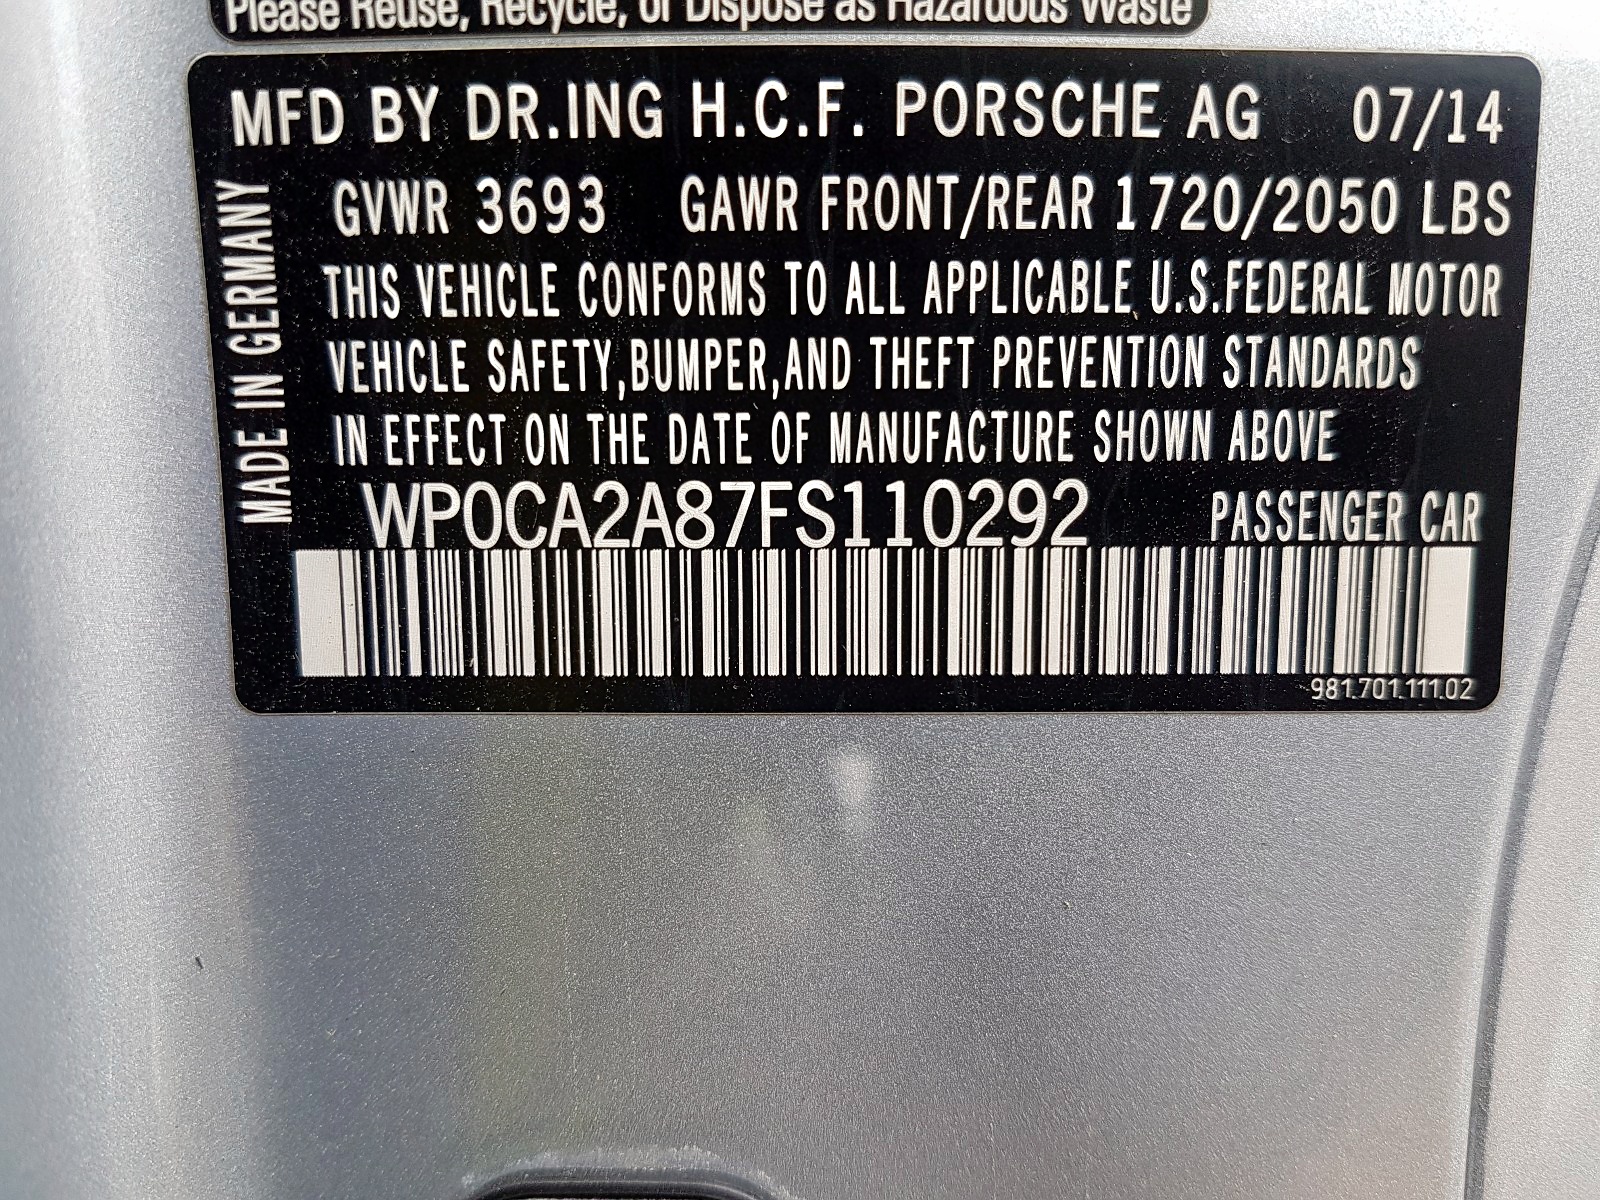 Please Reuse, Recycle, or Dispose as Hazardous Waste
MFD BY DR.ING H.C.F. PORSCHE AG 07/14
GVWR 3693 GAWR FRONT/REAR 1720/2050 LBS
THIS VEHICLE CONFORMS TO ALL APPLICABLE U.S.FEDERAL MOTOR
VEHICLE SAFETY,BUMPER,AND THEFT PREVENTION STANDARDS
IN EFFECT ON THE DATE OF MANUFACTURE SHOWN ABOVE
MADE IN GERMANY
WP0CA2A87FS110292 PASSENGER CAR
981.701.111.02